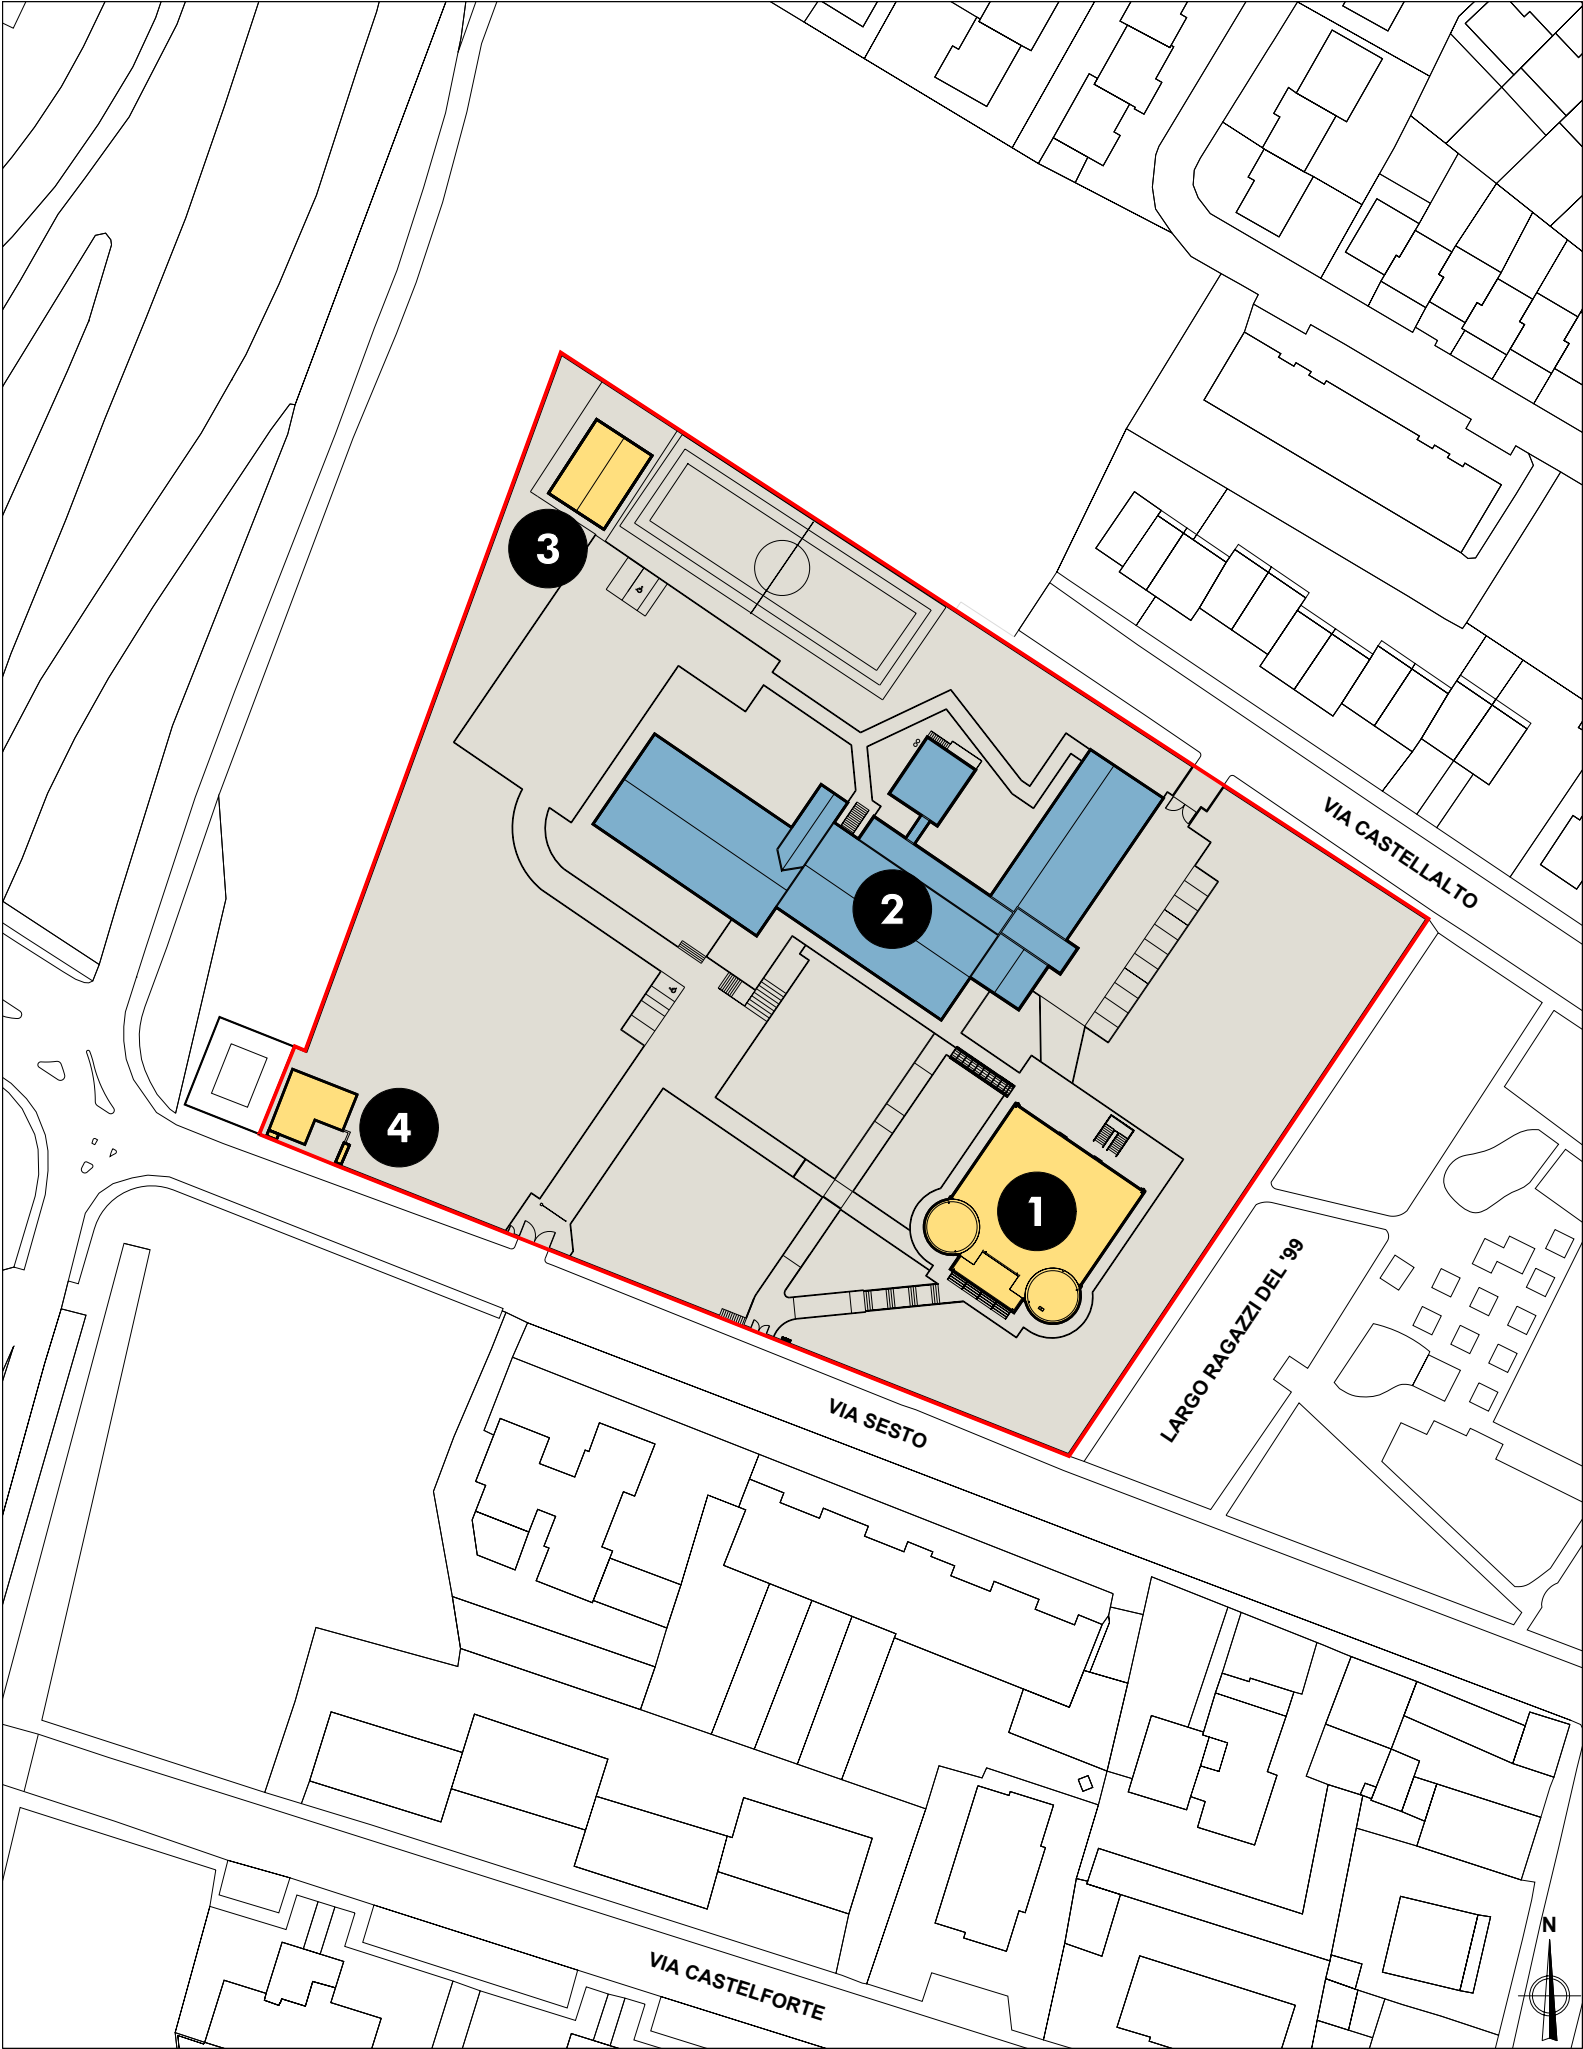 3
VIA CASTELLALTO
2
4
1
LARGO RAGAZZI DEL '99
VIA SESTO
N
VIA CASTELFORTE